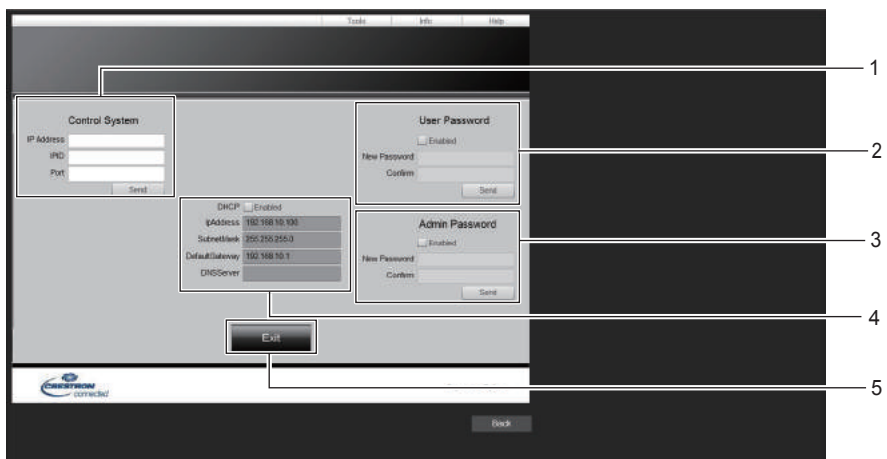 Tools Info Help
1
Control System
IP Address
IPID
Port
Send
User Password
Enabled
New Password
Confirm
Send
2
DHCP Enabled
ipAddress 192.168.10.100
SubnetMask 255.255.255.0
DefaultGateway 192.168.10.1
DNSServer
Admin Password
Enabled
New Password
Confirm
Send
3
4
Exit
5
CRESTRON
connected
Back